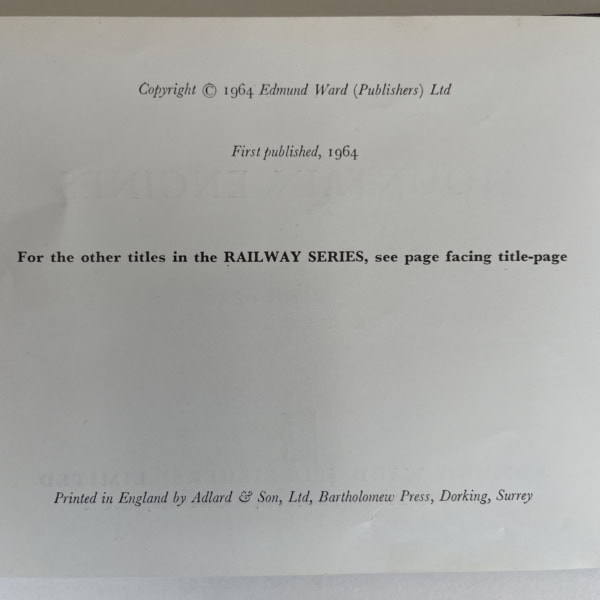 Copyright © 1964 Edmund Ward (Publishers) Ltd
First published, 1964
For the other titles in the RAILWAY SERIES, see page facing title-page
Printed in England by Adlard & Son, Ltd, Bartholomew Press, Dorking, Surrey